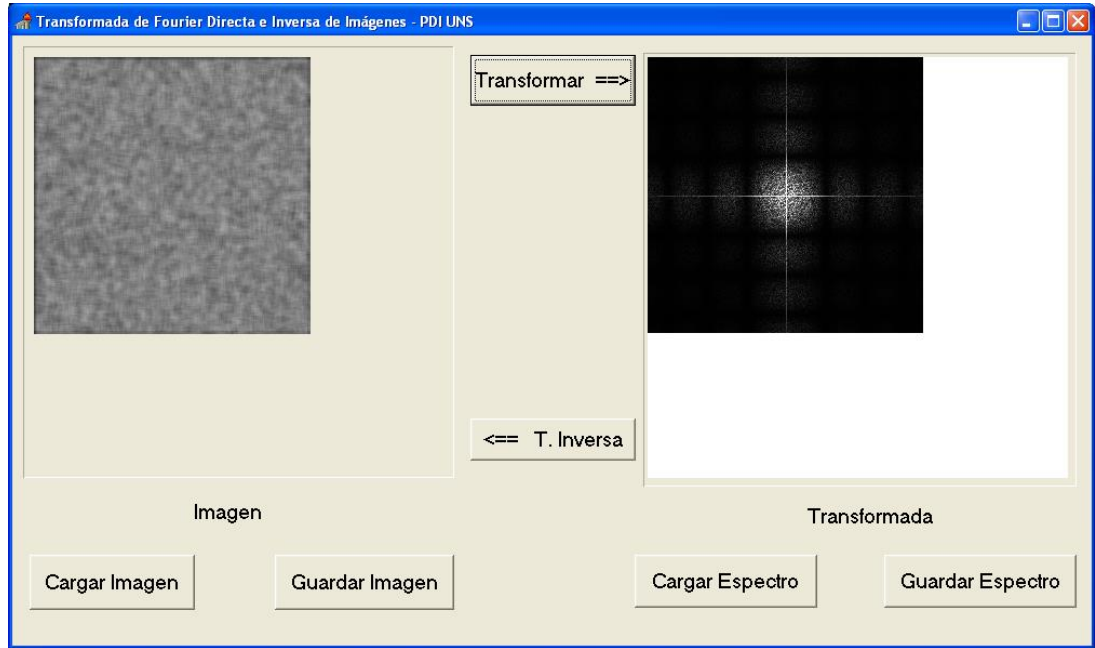 Transformada de Fourier Directa e Inversa de Imágenes - PDI UNS
Transformar ==>
<== T. Inversa
Imagen
Transformada
Cargar Imagen
Guardar Imagen
Cargar Espectro
Guardar Espectro